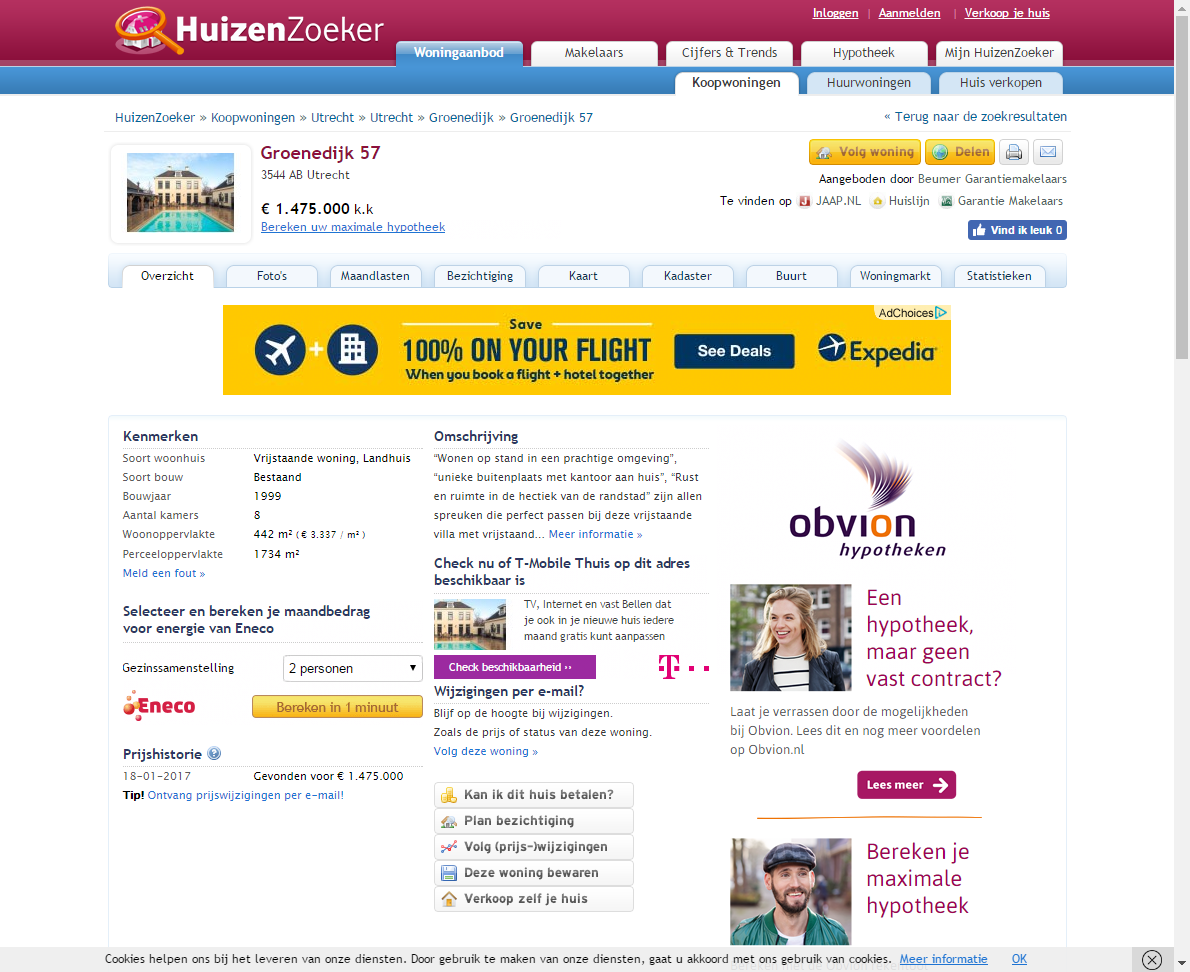 Inloggen | Aanmelden | Verkoop je huis
HuizenZoeker
Woningaanbod Makelaars Cijfers & Trends Hypotheek Mijn HuizenZoeker
Koopwoningen Huurwoningen Huis verkopen
HuizenZoeker » Koopwoningen » Utrecht » Utrecht » Groenedijk » Groenedijk 57
« Terug naar de zoekresultaten
Groenedijk 57
3544 AB Utrecht
€ 1.475.000 k.k
Bereken uw maximale hypotheek
Volg woning Delen
Aangeboden door Beumer Garantiemakelaars
Te vinden op JAAP.NL Huislijn Garantie Makelaars
Vind ik leuk 0
Overzicht Foto's Maandlasten Bezichtiging Kaart Kadaster Buurt Woningmarkt Statistieken
AdChoices
Save
100% ON YOUR FLIGHT
When you book a flight + hotel together
See Deals
Expedia
Kenmerken
Soort woonhuis Vrijstaande woning, Landhuis
Soort bouw Bestaand
Bouwjaar 1999
Aantal kamers 8
Woonoppervlakte 442 m² ( € 3.337 / m² )
Perceeloppervlakte 1734 m²
Meld een fout »
Selecteer en bereken je maandbedrag
voor energie van Eneco
Gezinssamenstelling 2 personen
Eneco Bereken in 1 minuut
Prijshistorie
18-01-2017 Gevonden voor € 1.475.000
Tip! Ontvang prijswijzigingen per e-mail!
Omschrijving
“Wonen op stand in een prachtige omgeving”,
“unieke buitenplaats met kantoor aan huis”, “Rust
en ruimte in de hectiek van de randstad” zijn allen
spreuken die perfect passen bij deze vrijstaande
villa met vrijstaand... Meer informatie »
Check nu of T-Mobile Thuis op dit adres
beschikbaar is
TV, Internet en vast Bellen dat
je ook in je nieuwe huis iedere
maand gratis kunt aanpassen
Check beschikbaarheid ››
T
Wijzigingen per e-mail?
Blijf op de hoogte bij wijzigingen.
Zoals de prijs of status van deze woning.
Volg deze woning »
Kan ik dit huis betalen?
Plan bezichtiging
Volg (prijs-)wijzigingen
Deze woning bewaren
Verkoop zelf je huis
obvion
hypotheken
Een
hypotheek,
maar geen
vast contract?
Laat je verrassen door de mogelijkheden
bij Obvion. Lees dit en nog meer voordelen
op Obvion.nl
Lees meer
Bereken je
maximale
hypotheek
Cookies helpen ons bij het leveren van onze diensten. Door gebruik te maken van onze diensten, gaat u akkoord met ons gebruik van cookies. Meer informatie OK